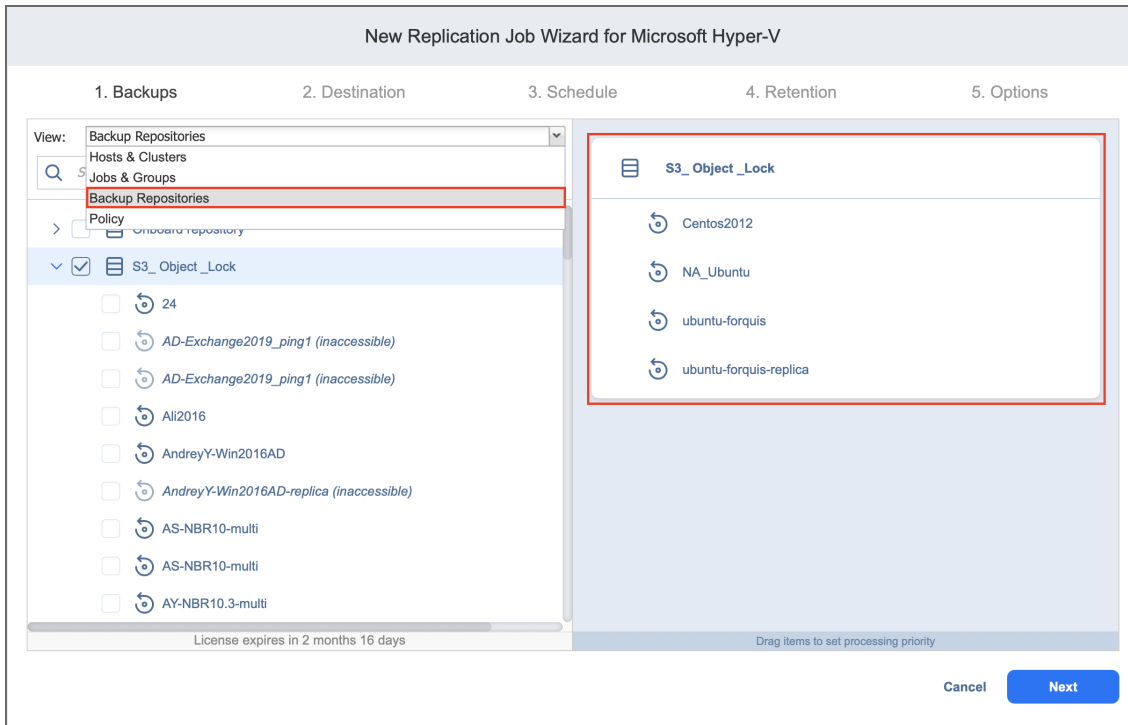 New Replication Job Wizard for Microsoft Hyper-V
1. Backups
2. Destination
3. Schedule
4. Retention
5. Options
View: Backup Repositories
Hosts & Clusters
Jobs & Groups
Backup Repositories
Policy
Onboard repository
S3_ Object _Lock
24
AD-Exchange2019_ping1 (inaccessible)
AD-Exchange2019_ping1 (inaccessible)
Ali2016
AndreyY-Win2016AD
AndreyY-Win2016AD-replica (inaccessible)
AS-NBR10-multi
AS-NBR10-multi
AY-NBR10.3-multi
License expires in 2 months 16 days
S3_ Object _Lock
Centos2012
NA_Ubuntu
ubuntu-forquis
ubuntu-forquis-replica
Drag items to set processing priority
Cancel
Next